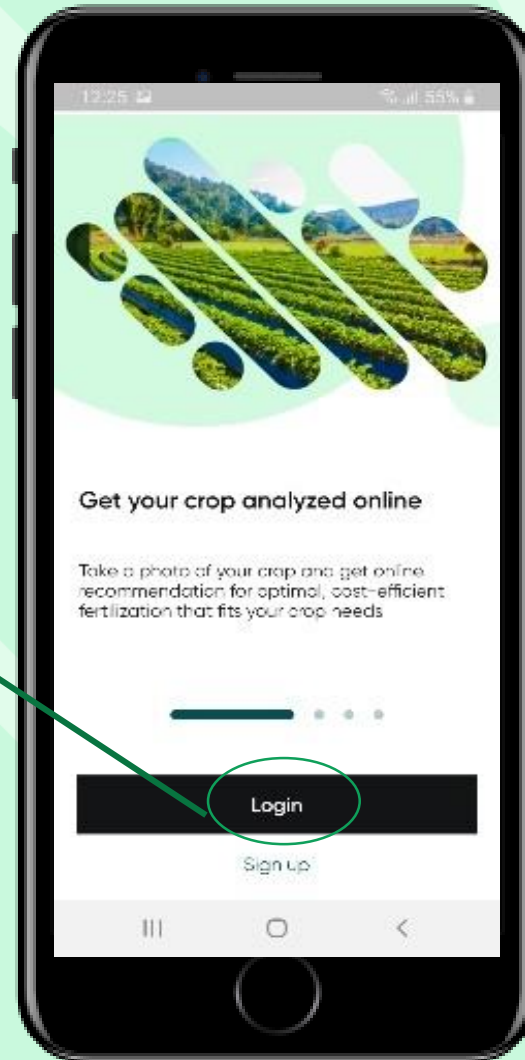 12:25
55%
Get your crop analyzed online
Take a photo of your crop and get online
recommendation for optimal, cost-efficient
fertilization that fits your crop needs
Login
Sign up